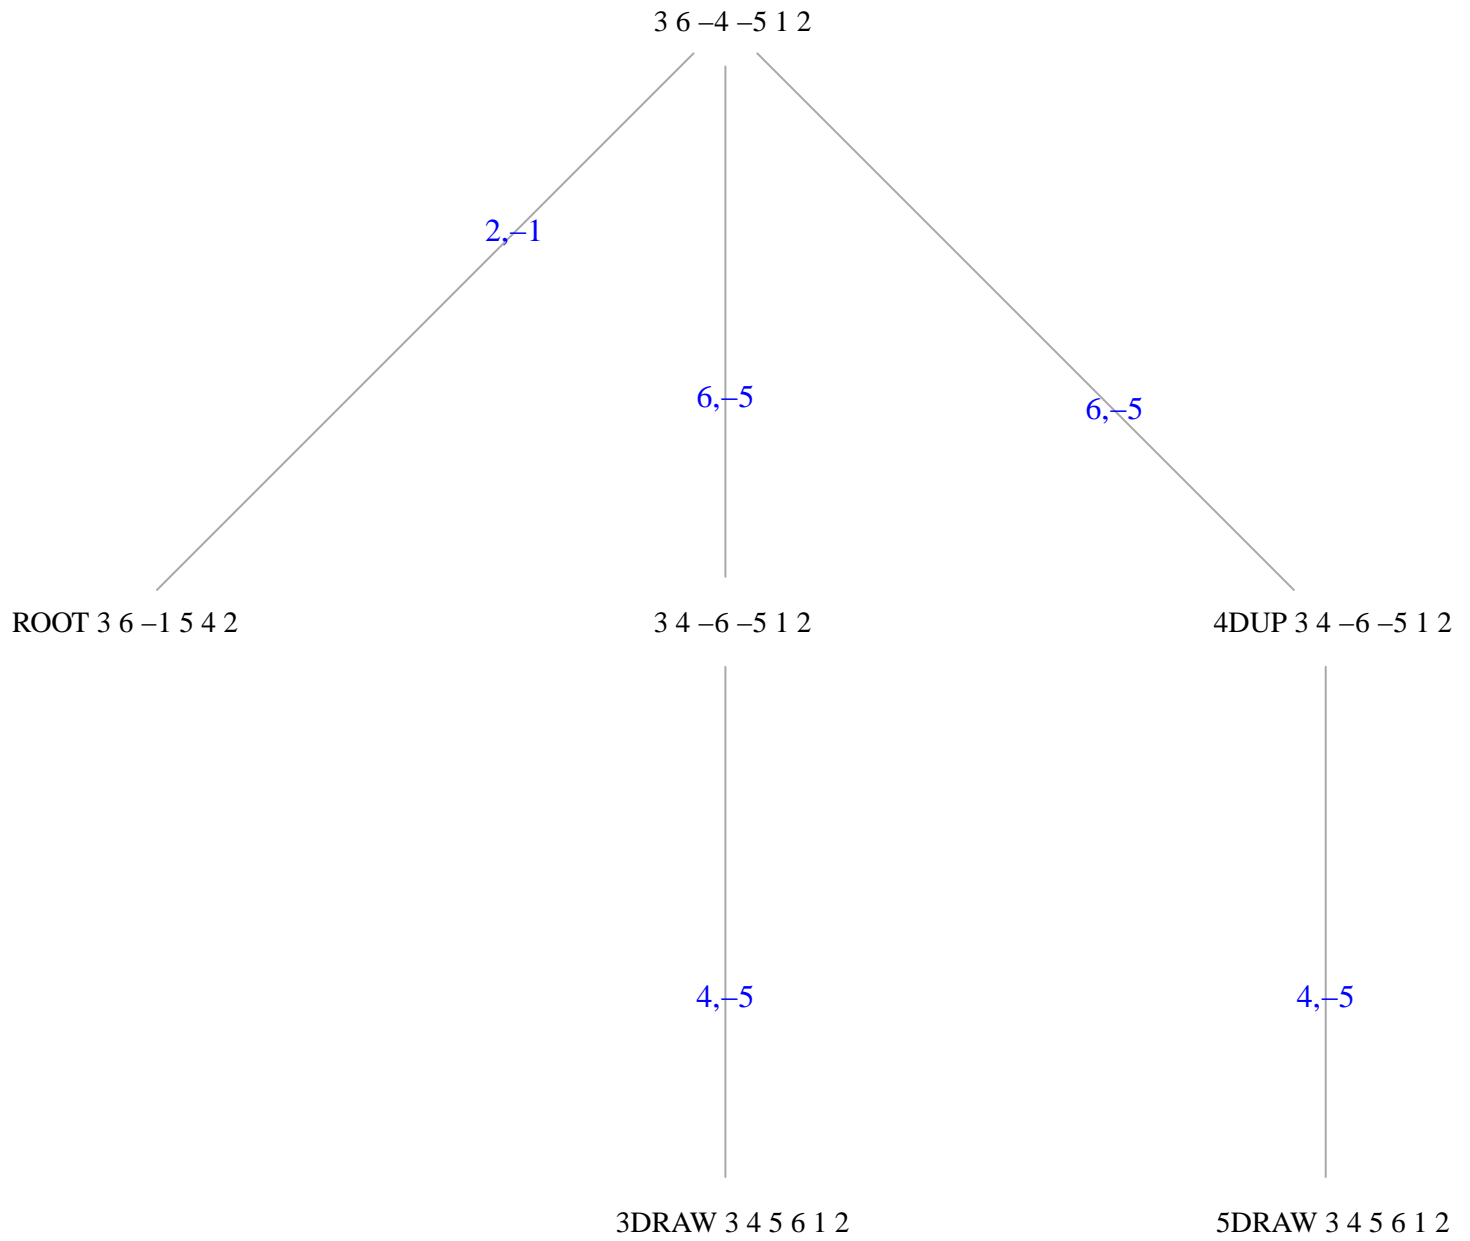 3 6 –4 –5 1 2
2,–1
6,–5
6,–5
ROOT 3 6 –1 5 4 2
3 4 –6 –5 1 2
4DUP 3 4 –6 –5 1 2
4,–5
4,–5
3DRAW 3 4 5 6 1 2
5DRAW 3 4 5 6 1 2